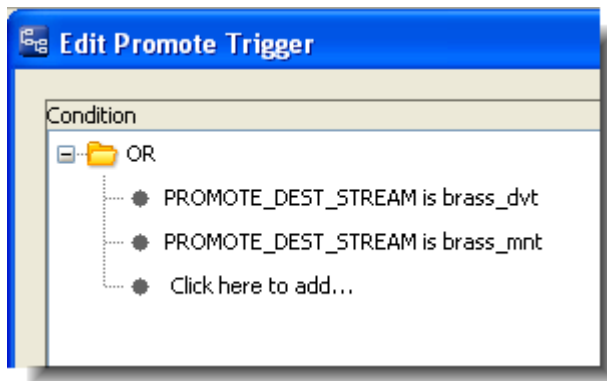 Edit Promote Trigger
Condition
OR
PROMOTE_DEST_STREAM is brass_dvt
PROMOTE_DEST_STREAM is brass_mnt
Click here to add...